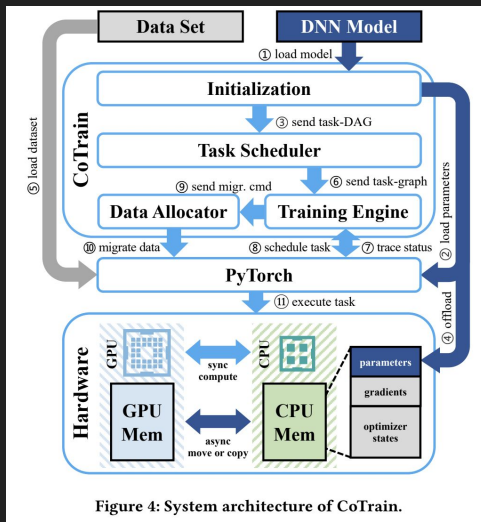 Data Set
DNN Model
① load model
Initialization
③ send task-DAG
Task Scheduler
⑥ send task-graph
⑨ send migr. cmd
Data Allocator
Training Engine
⑩ migrate data
⑧ schedule task
⑦ trace status
PyTorch
⑪ execute task
CoTrain
⑤ load dataset
② load parameters
④ offload
Hardware
GPU
CPU
sync
compute
GPU
Mem
async
move or copy
CPU
Mem
parameters
gradients
optimizer
states
Figure 4: System architecture of CoTrain.